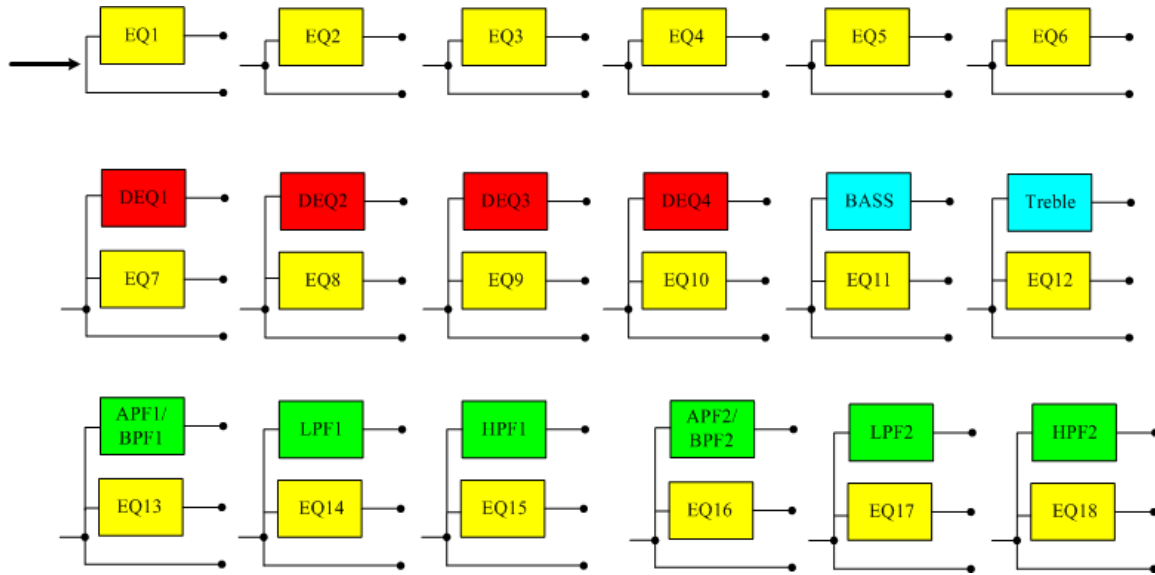 EQ1
EQ2
EQ3
EQ4
EQ5
EQ6
DEQ1
DEQ2
DEQ3
DEQ4
BASS
Treble
EQ7
EQ8
EQ9
EQ10
EQ11
EQ12
APF1/
BPF1
LPF1
HPF1
APF2/
BPF2
LPF2
HPF2
EQ13
EQ14
EQ15
EQ16
EQ17
EQ18